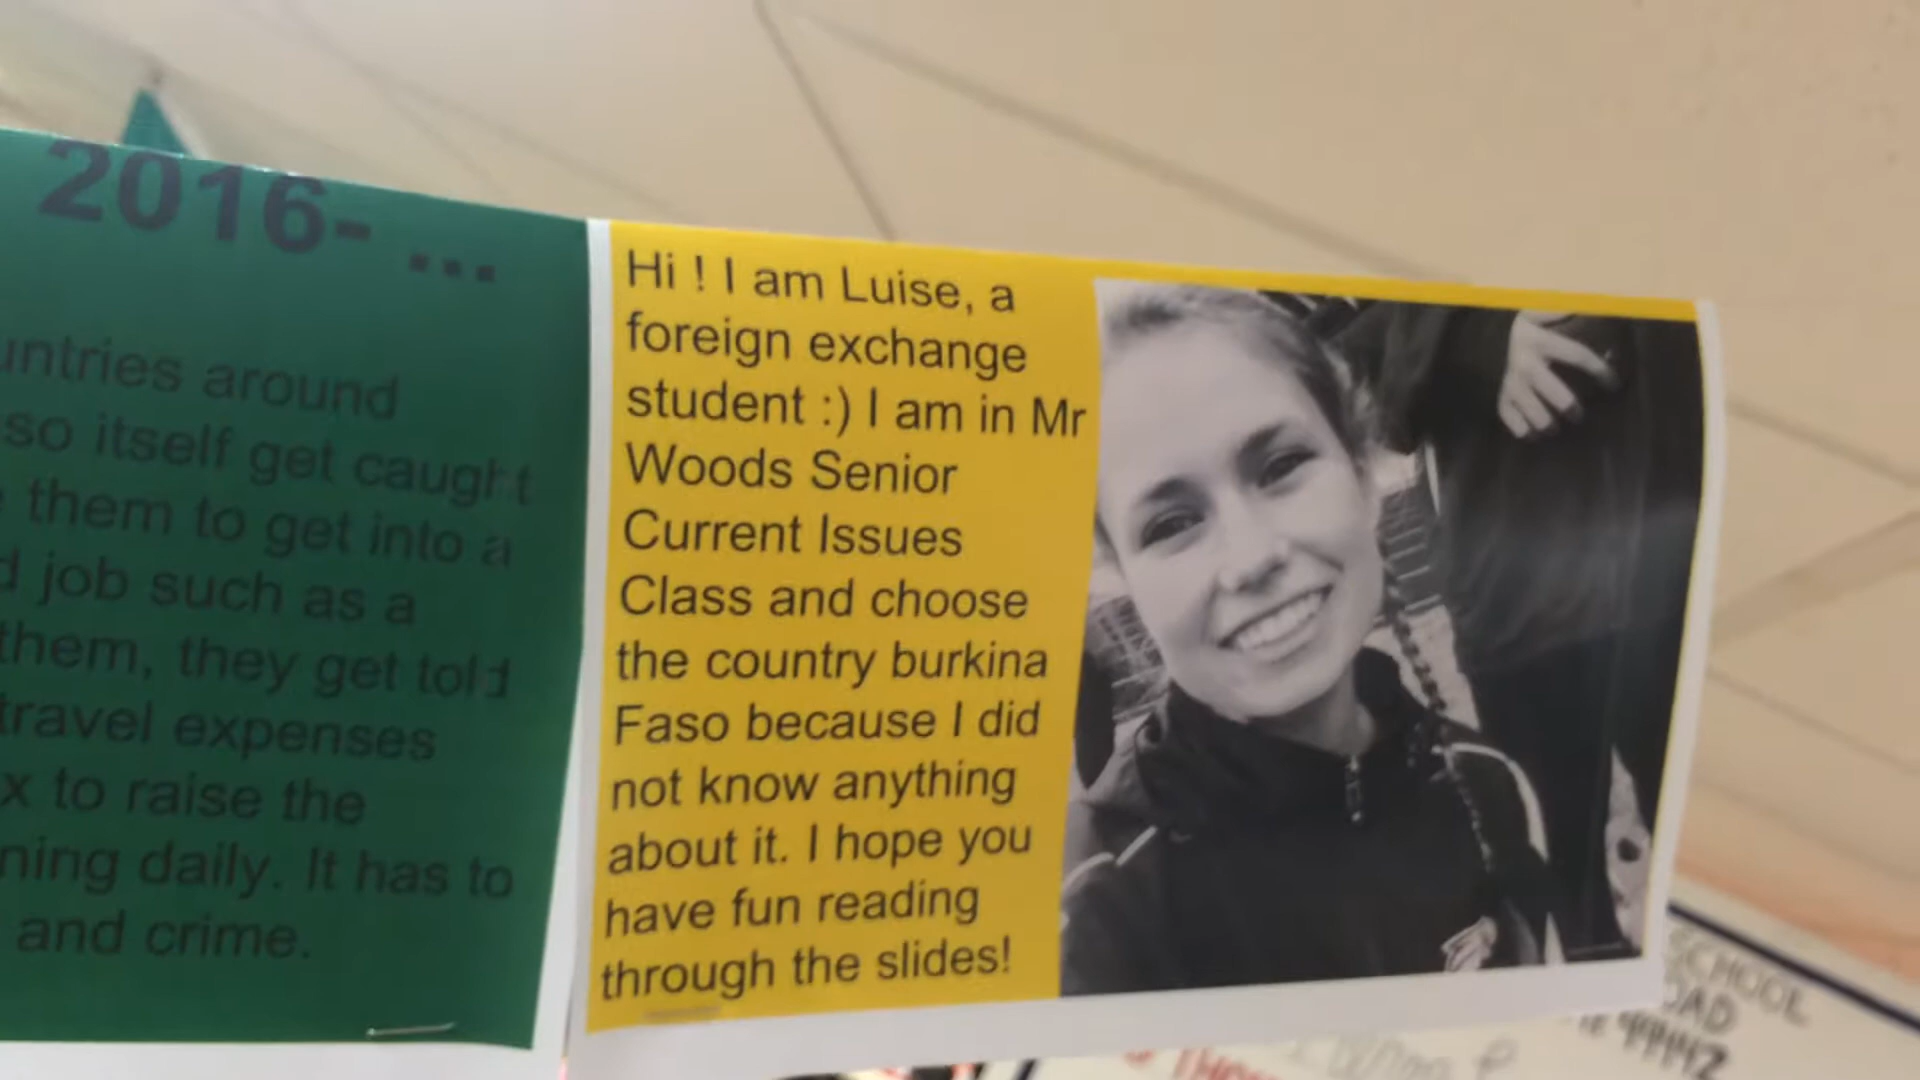 2016- ...
around
itself get caught
them to get into a
job such as a
them, they get told
travel expenses
to raise the
daily. It has to
and crime.
Hi ! I am Luise, a
foreign exchange
student :) I am in Mr
Woods Senior
Current Issues
Class and choose
the country burkina
Faso because I did
not know anything
about it. I hope you
have fun reading
through the slides!
SCHOOL